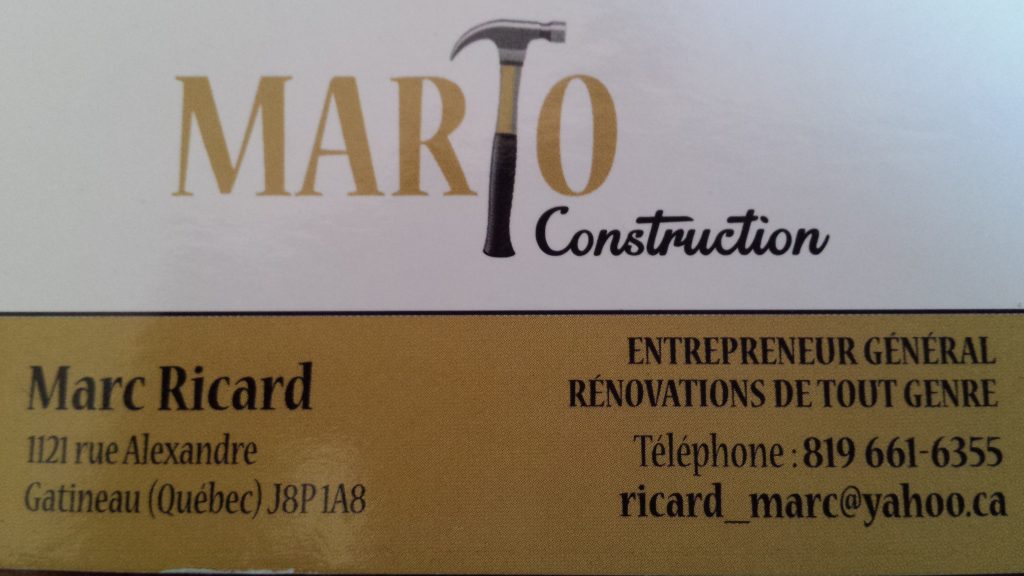 MARTO
Construction
Marc Ricard
1121 rue Alexandre
Gatineau (Québec) J8P 1A8
ENTREPRENEUR GÉNÉRAL
RÉNOVATIONS DE TOUT GENRE
Téléphone : 819 661-6355
ricard_marc@yahoo.ca